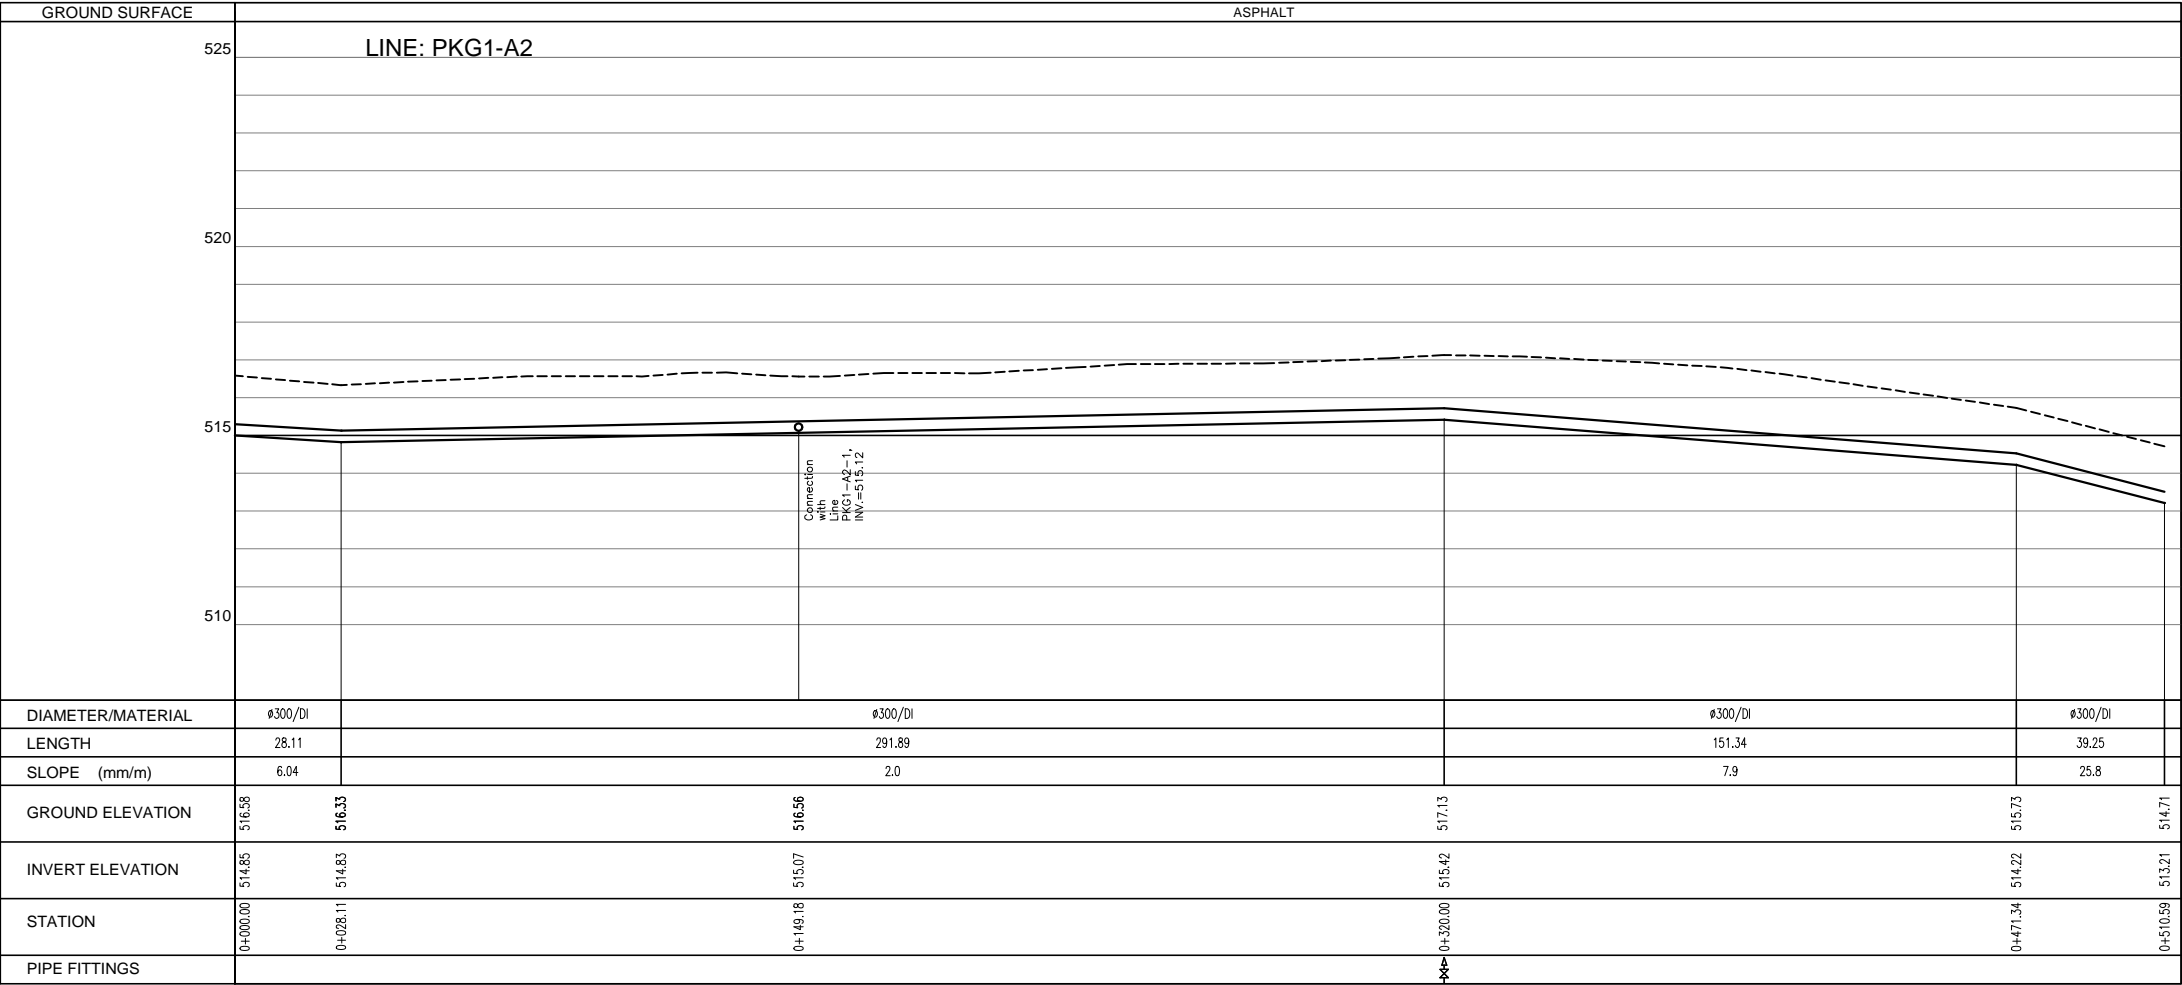 GROUND SURFACE ASPHALT
LINE: PKG1-A2
525
520
515
510
Connection
with
Line
PKG1-A2-1,
INV.=515.12
DIAMETER/MATERIAL ø300/DI ø300/DI ø300/DI ø300/DI
LENGTH 28.11 291.89 151.34 39.25
SLOPE (mm/m) 6.04 2.0 7.9 25.8
GROUND ELEVATION 516.58 516.33 516.56 517.13 515.73 514.71
INVERT ELEVATION 514.85 514.83 515.07 515.42 514.22 513.21
STATION 0+000.00 0+028.11 0+149.18 0+320.00 0+471.34 0+510.59
PIPE FITTINGS